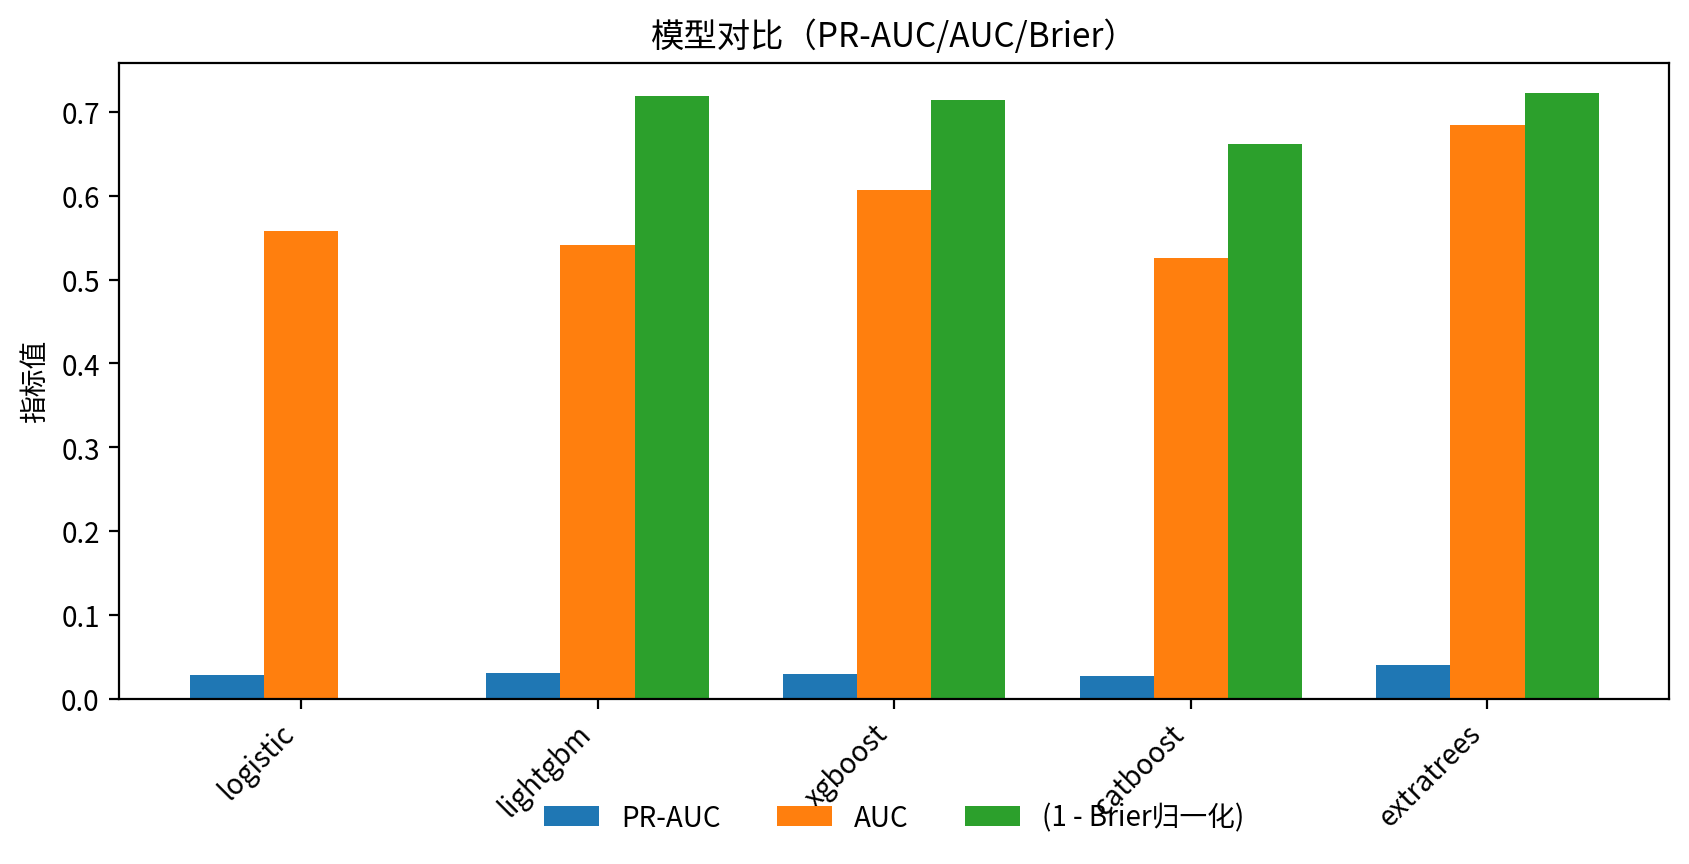 模型对比（PR-AUC/AUC/Brier）
指标值
0.7
0.6
0.5
0.4
0.3
0.2
0.1
0.0
logistic
lightgbm
xgboost
catboost
extratrees
PR-AUC
AUC
(1 - Brier归一化)